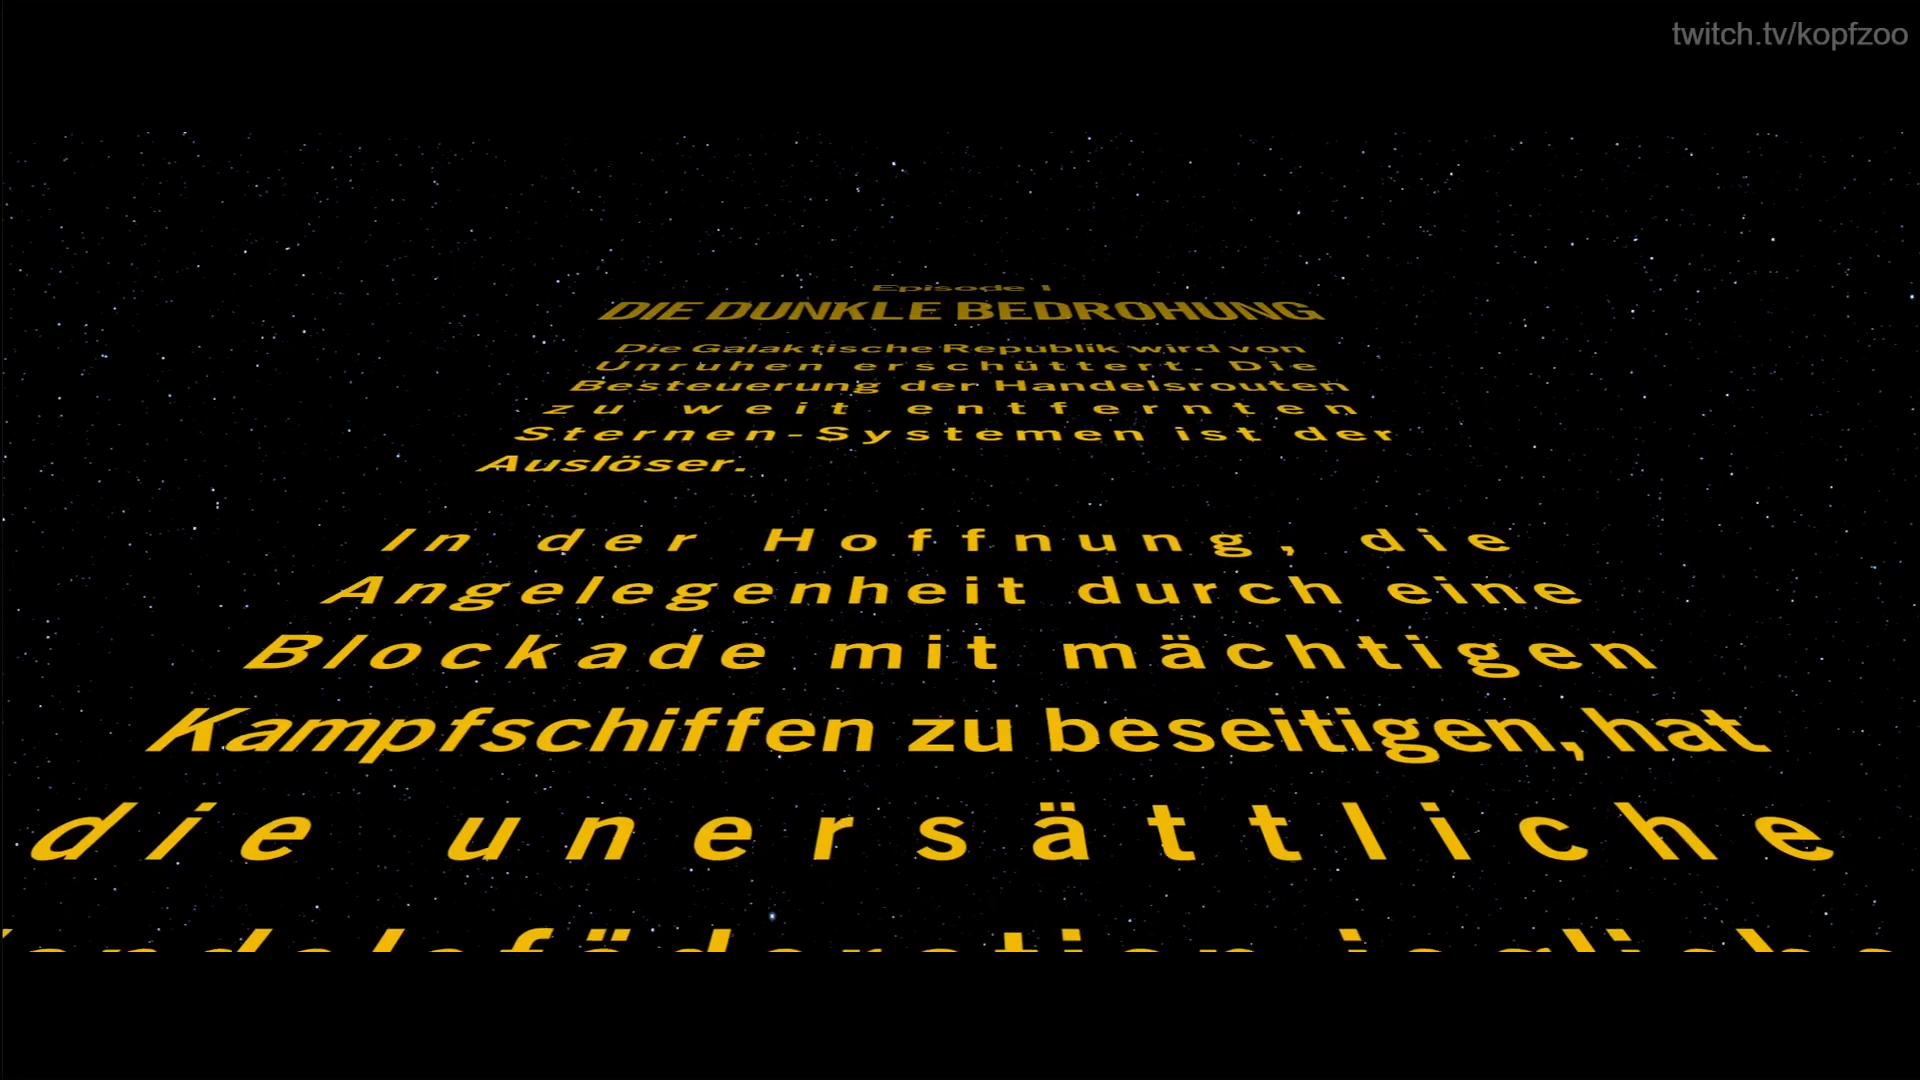 twitch.tv/kopfzoo
Episode I
DIE DUNKLE BEDROHUNG
Die Galaktische Republik wird von
Unruhen erschüttert. Die
Besteuerung der Handelsrouten
zu weit entfernten
Sternen-Systemen ist der
Auslöser.
In der Hoffnung, die
Angelegenheit durch eine
Blockade mit mächtigen
Kampfschiffen zu beseitigen, hat
die unersättliche